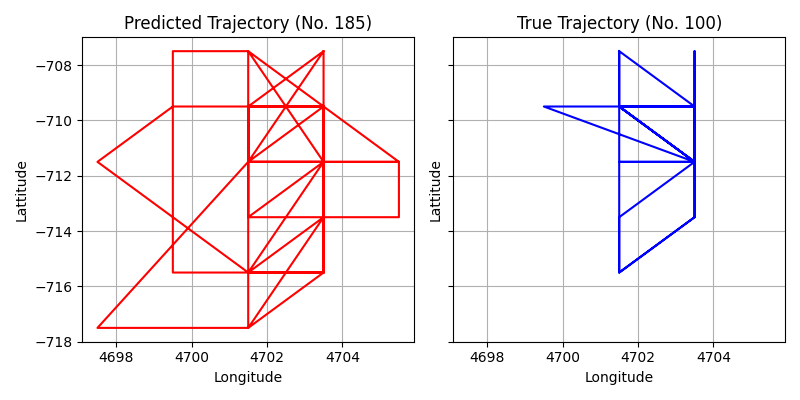 Predicted Trajectory (No. 185)
True Trajectory (No. 100)
Lattitude
−708
−710
−712
−714
−716
−718
4698
4700
4702
4704
Longitude
Lattitude
4698
4700
4702
4704
Longitude